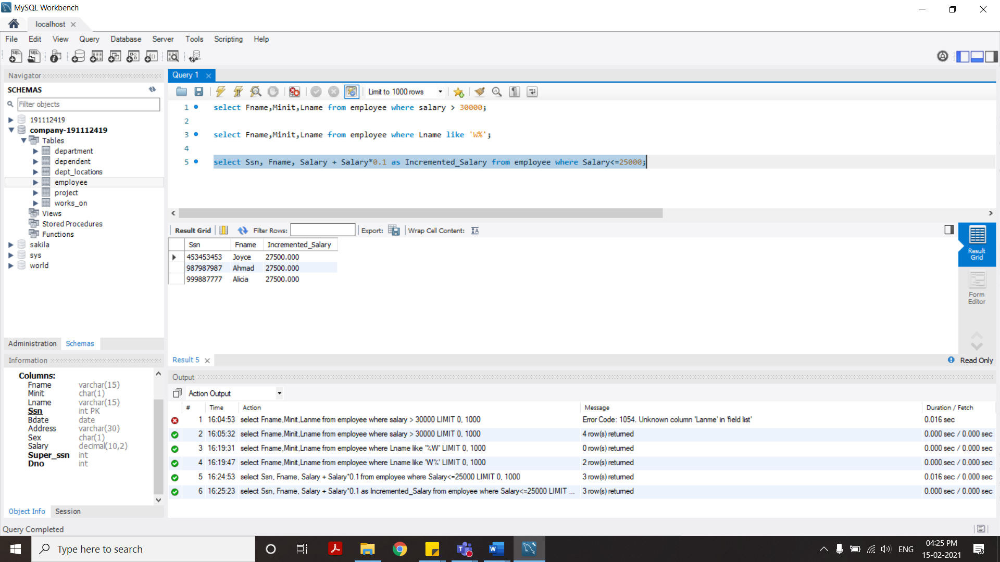 MySQL Workbench
localhost
File Edit View Query Database Server Tools Scripting Help
Navigator
SCHEMAS
Filter objects
191112419
company-191112419
Tables
department
dependent
dept_locations
employee
project
works_on
Views
Stored Procedures
Functions
sakila
sys
world
Administration Schemas
Information
Columns:
Fname varchar(15)
Minit char(1)
Lname varchar(15)
Ssn int PK
Bdate date
Address varchar(30)
Sex char(1)
Salary decimal(10,2)
Super_ssn int
Dno int
Object Info Session
Query 1
Limit to 1000 rows
1 select Fname,Minit,Lname from employee where salary > 30000;
2
3 select Fname,Minit,Lname from employee where Lname like 'W%';
4
5 select Ssn, Fname, Salary + Salary*0.1 as Incremented_Salary from employee where Salary<=25000;
Result Grid Filter Rows: Export: Wrap Cell Content:
Ssn Fname Incremented_Salary
453453453 Joyce 27500.000
987987987 Ahmad 27500.000
999887777 Alicia 27500.000
Result Grid
Form Editor
Result 5
Read Only
Output
Action Output
# Time Action Message Duration / Fetch
1 16:04:53 select Fname,Minit,Lanme from employee where salary > 30000 LIMIT 0, 1000 Error Code: 1054. Unknown column 'Lanme' in 'field list' 0.016 sec
2 16:05:32 select Fname,Minit,Lname from employee where salary > 30000 LIMIT 0, 1000 4 row(s) returned 0.000 sec / 0.000 sec
3 16:19:31 select Fname,Minit,Lname from employee where Lname like '%W' LIMIT 0, 1000 0 row(s) returned 0.000 sec / 0.000 sec
4 16:19:47 select Fname,Minit,Lname from employee where Lname like 'W%' LIMIT 0, 1000 2 row(s) returned 0.000 sec / 0.000 sec
5 16:24:53 select Ssn, Fname, Salary + Salary*0.1 from employee where Salary<=25000 LIMIT 0, 1000 3 row(s) returned 0.016 sec / 0.000 sec
6 16:25:23 select Ssn, Fname, Salary + Salary*0.1 as Incremented_Salary from employee where Salary<=25000 LIMIT ... 3 row(s) returned 0.000 sec / 0.000 sec
Query Completed
Type here to search
ENG
04:25 PM
15-02-2021